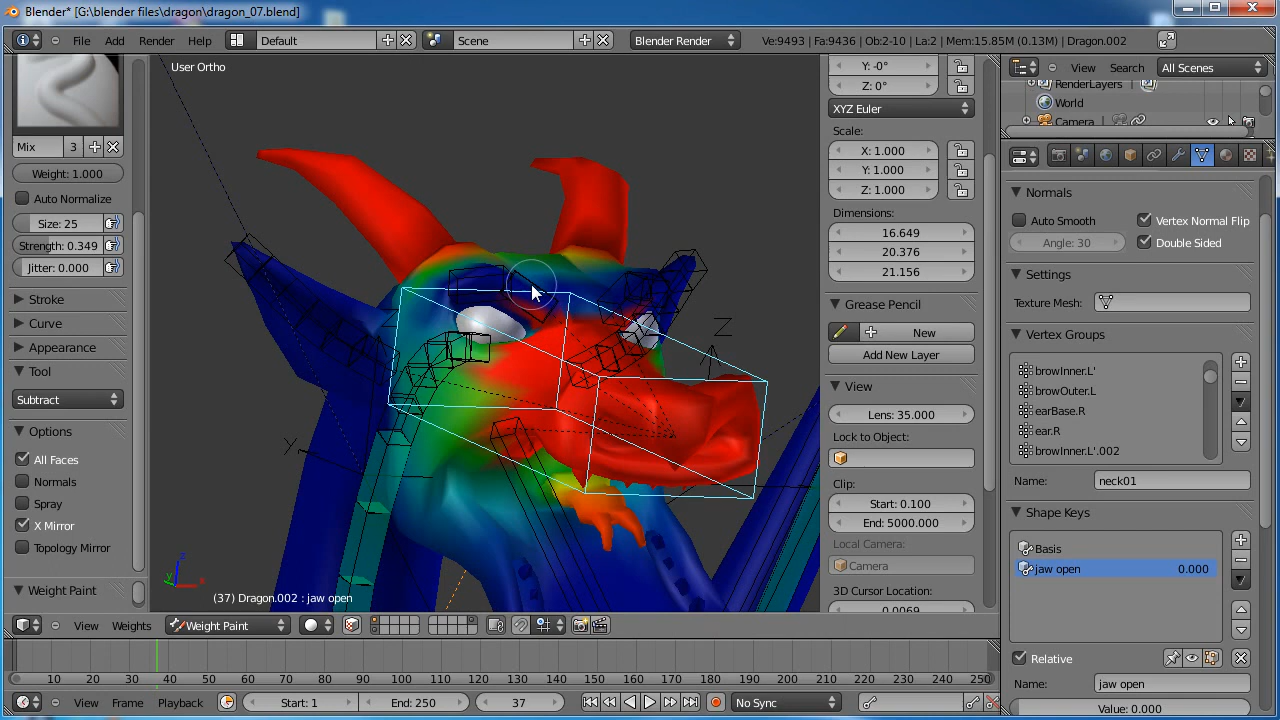 Blender* [G:\blender files\dragon\dragon_07.blend]
File Add Render Help Default Scene Blender Render Ve:9493 | Fa:9436 | Ob:2-10 | La:2 | Mem:15.85M (0.13M) | Dragon.002
User Ortho
Mix 3
Weight: 1.000
Auto Normalize
Size: 25
Strength: 0.349
Jitter: 0.000
Stroke
Curve
Appearance
Tool
Subtract
Options
All Faces
Normals
Spray
X Mirror
Topology Mirror
Weight Paint
Z
Y
z
y
x
(37) Dragon.002 : jaw open
Y: -0°
Z: 0°
XYZ Euler
Scale:
X: 1.000
Y: 1.000
Z: 1.000
Dimensions:
16.649
20.376
21.156
Grease Pencil
New
Add New Layer
View
Lens: 35.000
Lock to Object:
Clip:
Start: 0.100
End: 5000.000
Local Camera:
Camera
3D Cursor Location:
View Search All Scenes
RenderLayers
World
Camera
Normals
Auto Smooth Vertex Normal Flip
Angle: 30 Double Sided
Settings
Texture Mesh:
Vertex Groups
browInner.L'
browOuter.L
earBase.R
ear.R
browInner.L'.002
Name: neck01
Shape Keys
Basis
jaw open 0.000
Relative
Name: jaw open
Value: 0.000
View Weights Weight Paint
10 20 30 40 50 60 70 80 90 100 110 120 130 140 150 160 170 180 190 200 210 220 230 240 250
View Frame Playback Start: 1 End: 250 37 No Sync